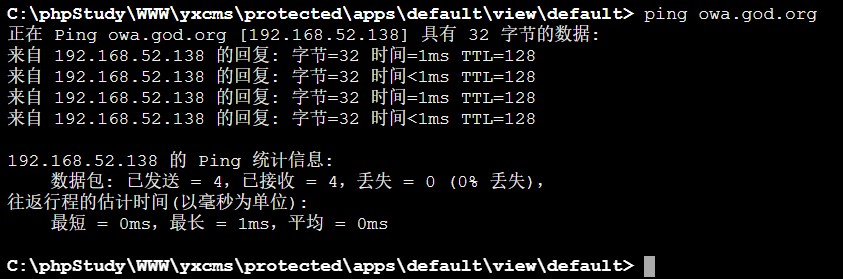 C:\phpStudy\WWW\yxcms\protected\apps\default\view\default> ping owa.god.org
正在 Ping owa.god.org [192.168.52.138] 具有 32 字节的数据:
来自 192.168.52.138 的回复: 字节=32 时间=1ms TTL=128
来自 192.168.52.138 的回复: 字节=32 时间<1ms TTL=128
来自 192.168.52.138 的回复: 字节=32 时间=1ms TTL=128
来自 192.168.52.138 的回复: 字节=32 时间<1ms TTL=128
192.168.52.138 的 Ping 统计信息:
数据包: 已发送 = 4，已接收 = 4，丢失 = 0 (0% 丢失)，
往返行程的估计时间(以毫秒为单位):
最短 = 0ms，最长 = 1ms，平均 = 0ms
C:\phpStudy\WWW\yxcms\protected\apps\default\view\default>